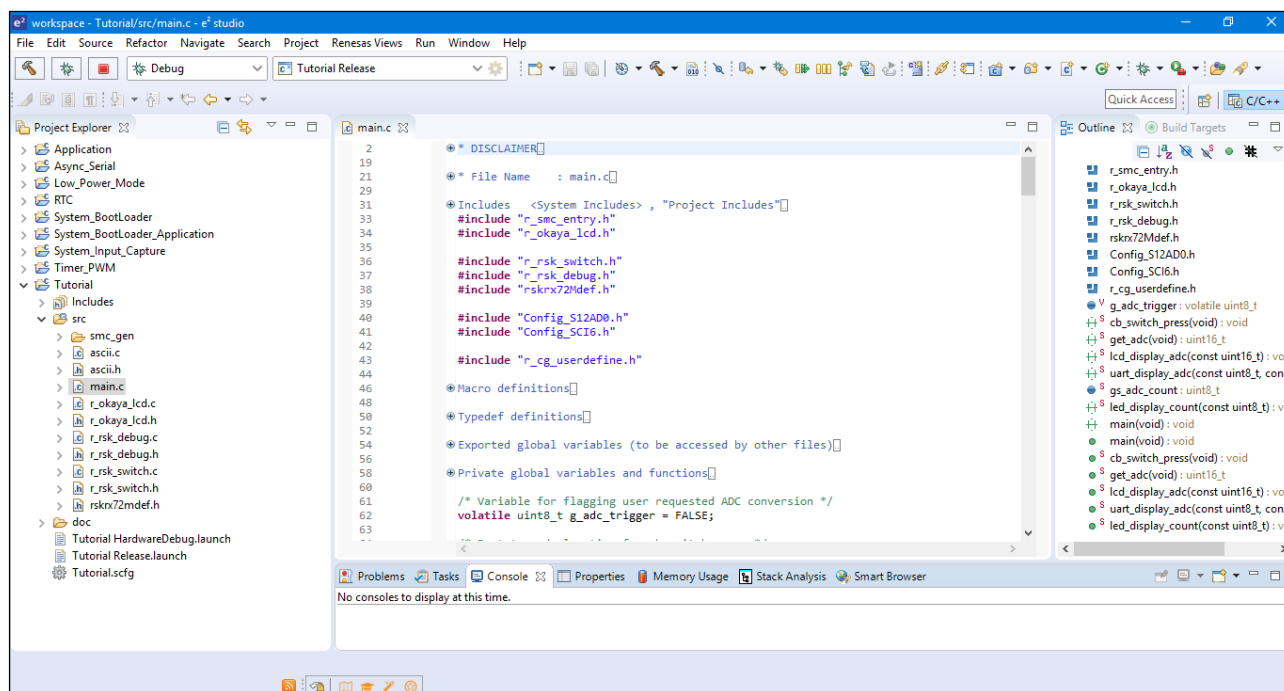 workspace - Tutorial/src/main.c - e² studio
File Edit Source Refactor Navigate Search Project Renesas Views Run Window Help
Debug Tutorial Release
Quick Access C/C++
Project Explorer
Application
Async_Serial
Low_Power_Mode
RTC
System_BootLoader
System_BootLoader_Application
System_Input_Capture
Timer_PWM
Tutorial
Includes
src
smc_gen
ascii.c
ascii.h
main.c
r_okaya_lcd.c
r_okaya_lcd.h
r_rsk_debug.c
r_rsk_debug.h
r_rsk_switch.c
r_rsk_switch.h
rskrx72mdef.h
doc
Tutorial HardwareDebug.launch
Tutorial Release.launch
Tutorial.scfg
main.c
2 * DISCLAIMER
19
21 * File Name : main.c
29
31 Includes <System Includes> , "Project Includes"
33 #include "r_smc_entry.h"
34 #include "r_okaya_lcd.h"
35
36 #include "r_rsk_switch.h"
37 #include "r_rsk_debug.h"
38 #include "rskrx72Mdef.h"
39
40 #include "Config_S12AD0.h"
41 #include "Config_SCI6.h"
42
43 #include "r_cg_userdefine.h"
44
46 Macro definitions
48
50 Typedef definitions
52
54 Exported global variables (to be accessed by other files)
56
58 Private global variables and functions
60
61 /* Variable for flagging user requested ADC conversion */
62 volatile uint8_t g_adc_trigger = FALSE;
63
Outline Build Targets
r_smc_entry.h
r_okaya_lcd.h
r_rsk_switch.h
r_rsk_debug.h
rskrx72Mdef.h
Config_S12AD0.h
Config_SCI6.h
r_cg_userdefine.h
g_adc_trigger : volatile uint8_t
cb_switch_press(void) : void
get_adc(void) : uint16_t
lcd_display_adc(const uint16_t) : vo
uart_display_adc(const uint8_t, con
gs_adc_count : uint8_t
led_display_count(const uint8_t) : v
main(void) : void
main(void) : void
cb_switch_press(void) : void
get_adc(void) : uint16_t
lcd_display_adc(const uint16_t) : vo
uart_display_adc(const uint8_t, con
led_display_count(const uint8_t) : v
Problems Tasks Console Properties Memory Usage Stack Analysis Smart Browser
No consoles to display at this time.